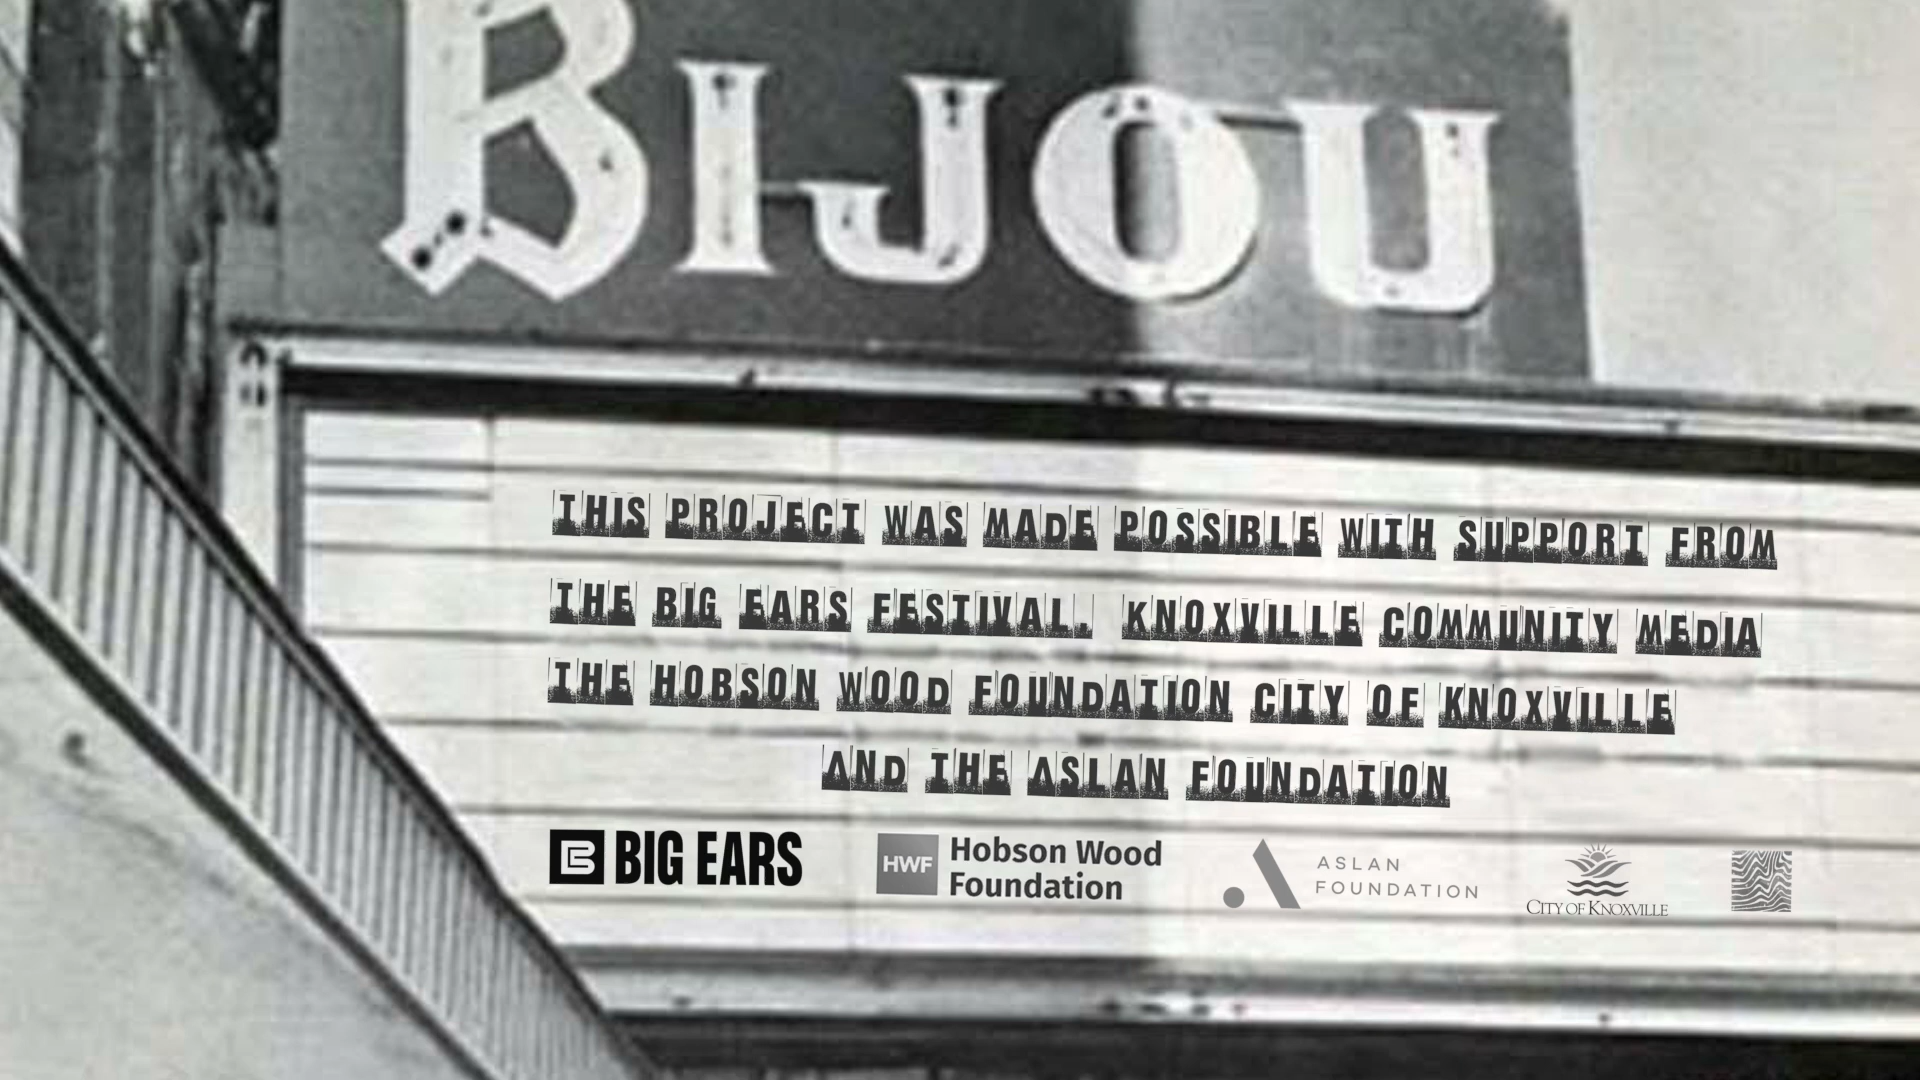 BIJOU
THIS PROJECT WAS MADE POSSIBLE WITH SUPPORT FROM
THE BIG EARS FESTIVAL, KNOXVILLE COMMUNITY MEDIA
THE HOBSON WOOD FOUNDATION CITY OF KNOXVILLE
AND THE ASLAN FOUNDATION
BIG EARS
HWF
Hobson Wood
Foundation
ASLAN
FOUNDATION
CITY OF KNOXVILLE